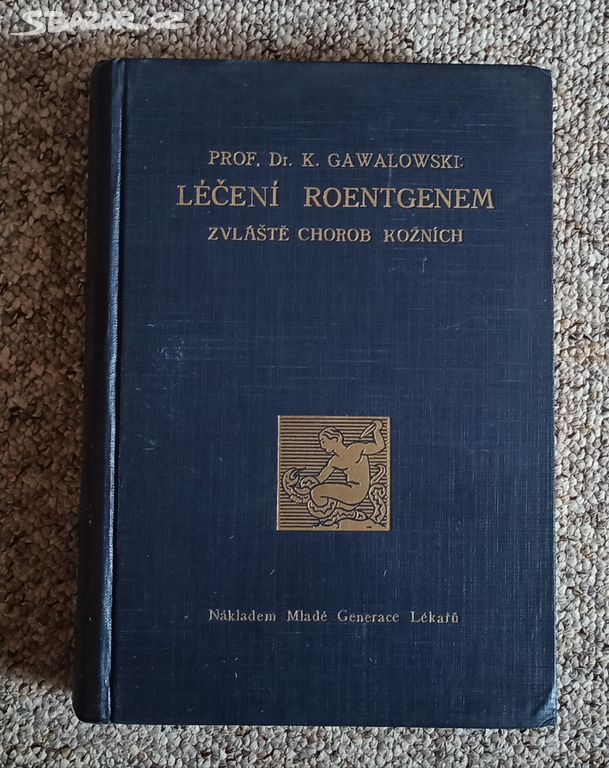 SBAZAR.CZ
PROF. Dr. K. GAWALOWSKI:
LÉČENÍ ROENTGENEM
ZVLÁŠTĚ CHOROB KOŽNÍCH
Nákladem Mladé Generace Lékařů